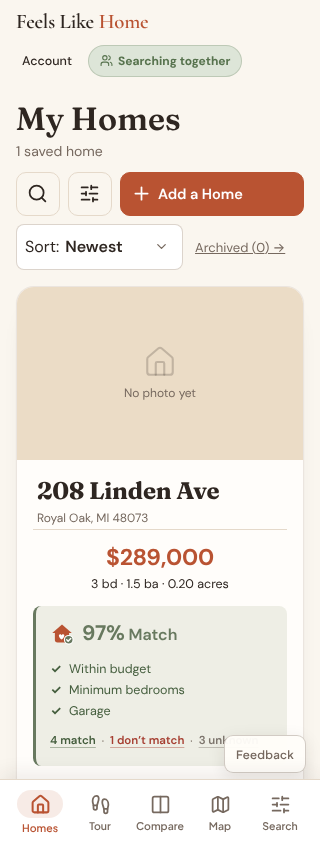 Feels Like Home
Account
Searching together
My Homes
1 saved home
Add a Home
Sort: Newest
Archived (0) →
No photo yet
208 Linden Ave
Royal Oak, MI 48073
$289,000
3 bd · 1.5 ba · 0.20 acres
97% Match
Within budget
Minimum bedrooms
Garage
4 match · 1 don't match · 3
Feedback
Homes
Tour
Compare
Map
Search